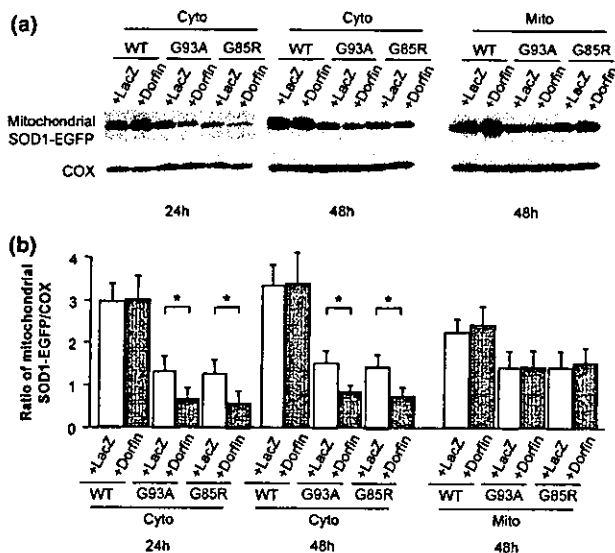 (a)
Cyto Cyto Mito
WT G93A G85R WT G93A G85R WT G93A G85R
+LacZ +Dorfin +LacZ +Dorfin +LacZ +Dorfin +LacZ +Dorfin +LacZ +Dorfin +LacZ +Dorfin +LacZ +Dorfin +LacZ +Dorfin +LacZ +Dorfin
Mitochondrial
SOD1-EGFP
COX
24h 48h 48h
(b)
Ratio of mitochondrial
SOD1-EGFP/COX
4
3
2
1
0
* * * *
+LacZ +Dorfin +LacZ +Dorfin +LacZ +Dorfin +LacZ +Dorfin +LacZ +Dorfin +LacZ +Dorfin +LacZ +Dorfin +LacZ +Dorfin +LacZ +Dorfin
WT G93A G85R WT G93A G85R WT G93A G85R
Cyto Cyto Mito
24h 48h 48h